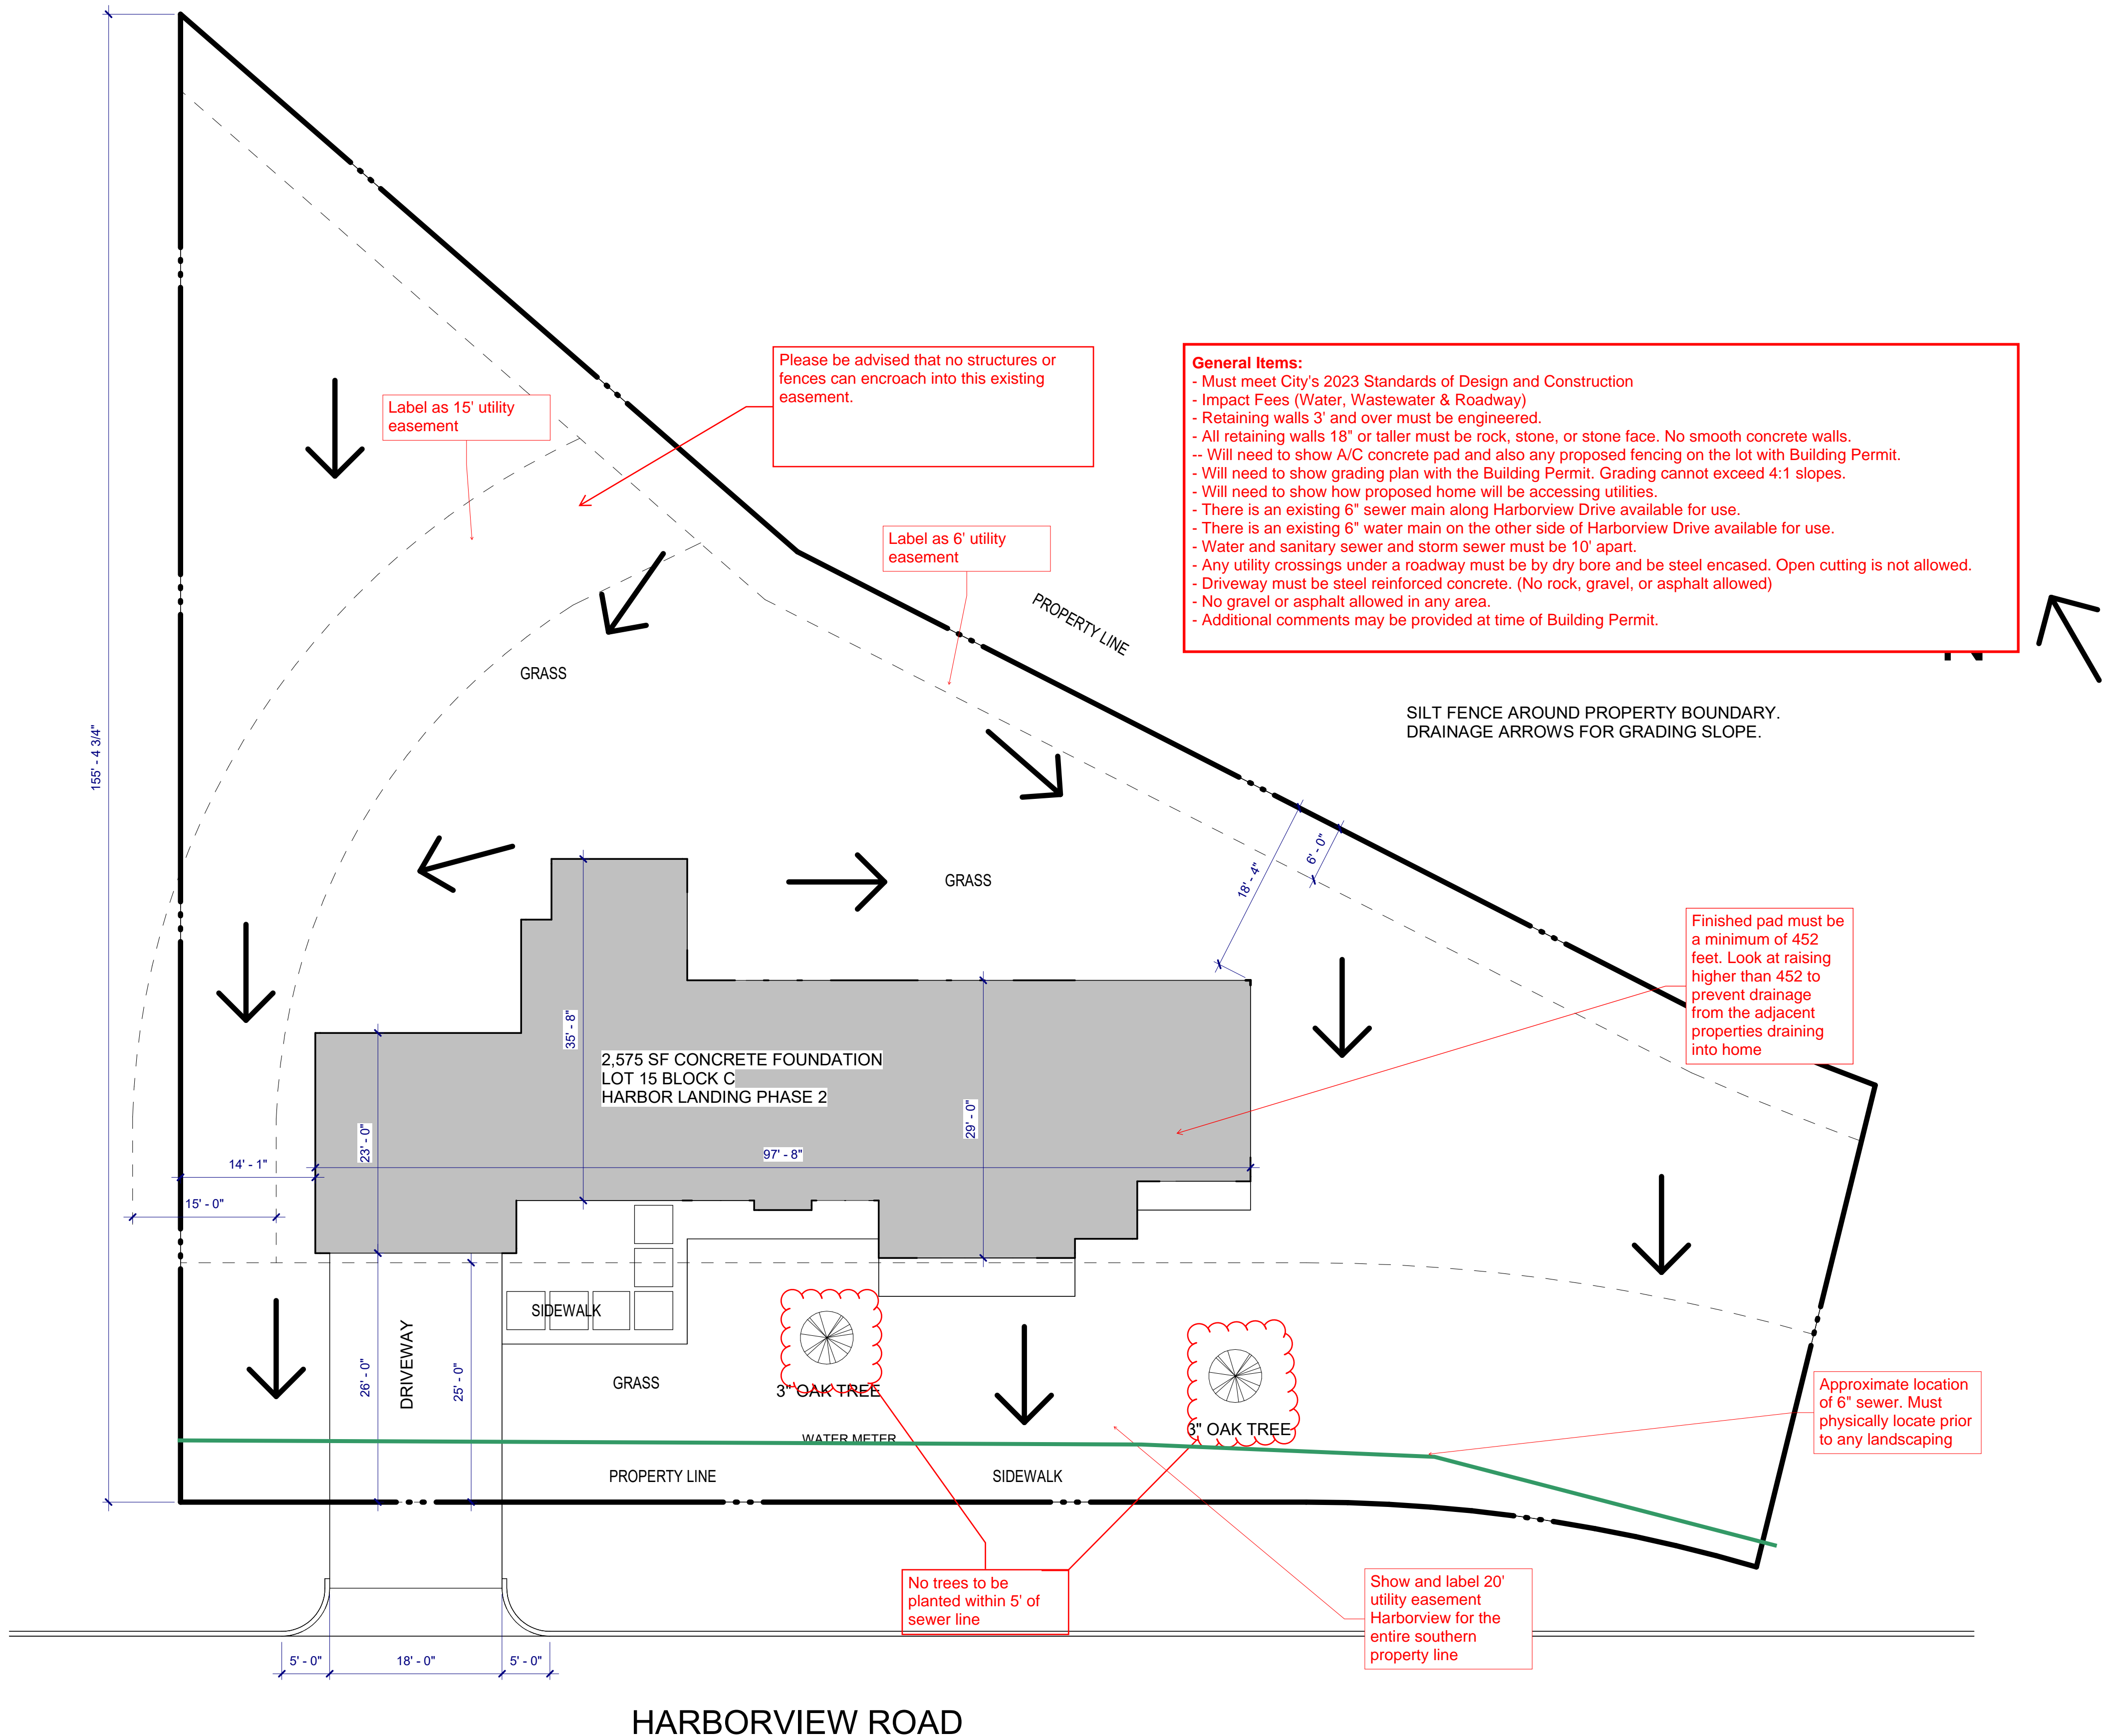 Please be advised that no structures or
fences can encroach into this existing
easement.
General Items:
- Must meet City's 2023 Standards of Design and Construction
- Impact Fees (Water, Wastewater & Roadway)
- Retaining walls 3' and over must be engineered.
- All retaining walls 18" or taller must be rock, stone, or stone face. No smooth concrete walls.
-- Will need to show A/C concrete pad and also any proposed fencing on the lot with Building Permit.
- Will need to show grading plan with the Building Permit. Grading cannot exceed 4:1 slopes.
- Will need to show how proposed home will be accessing utilities.
- There is an existing 6" sewer main along Harborview Drive available for use.
- There is an existing 6" water main on the other side of Harborview Drive available for use.
- Water and sanitary sewer and storm sewer must be 10' apart.
- Any utility crossings under a roadway must be by dry bore and be steel encased. Open cutting is not allowed.
- Driveway must be steel reinforced concrete. (No rock, gravel, or asphalt allowed)
- No gravel or asphalt allowed in any area.
- Additional comments may be provided at time of Building Permit.
Label as 15' utility
easement
Label as 6' utility
easement
PROPERTY LINE
GRASS
SILT FENCE AROUND PROPERTY BOUNDARY.
DRAINAGE ARROWS FOR GRADING SLOPE.
155' - 4 3/4"
18' - 4"
6' - 0"
GRASS
Finished pad must be
a minimum of 452
feet. Look at raising
higher than 452 to
prevent drainage
from the adjacent
properties draining
into home
35' - 8"
2,575 SF CONCRETE FOUNDATION
LOT 15 BLOCK C
HARBOR LANDING PHASE 2
29' - 0"
23' - 0"
97' - 8"
14' - 1"
15' - 0"
SIDEWALK
DRIVEWAY
26' - 0"
25' - 0"
GRASS
3" OAK TREE
3" OAK TREE
WATER METER
Approximate location
of 6" sewer. Must
physically locate prior
to any landscaping
PROPERTY LINE
SIDEWALK
No trees to be
planted within 5' of
sewer line
Show and label 20'
utility easement
Harborview for the
entire southern
property line
5' - 0"
18' - 0"
5' - 0"
HARBORVIEW ROAD